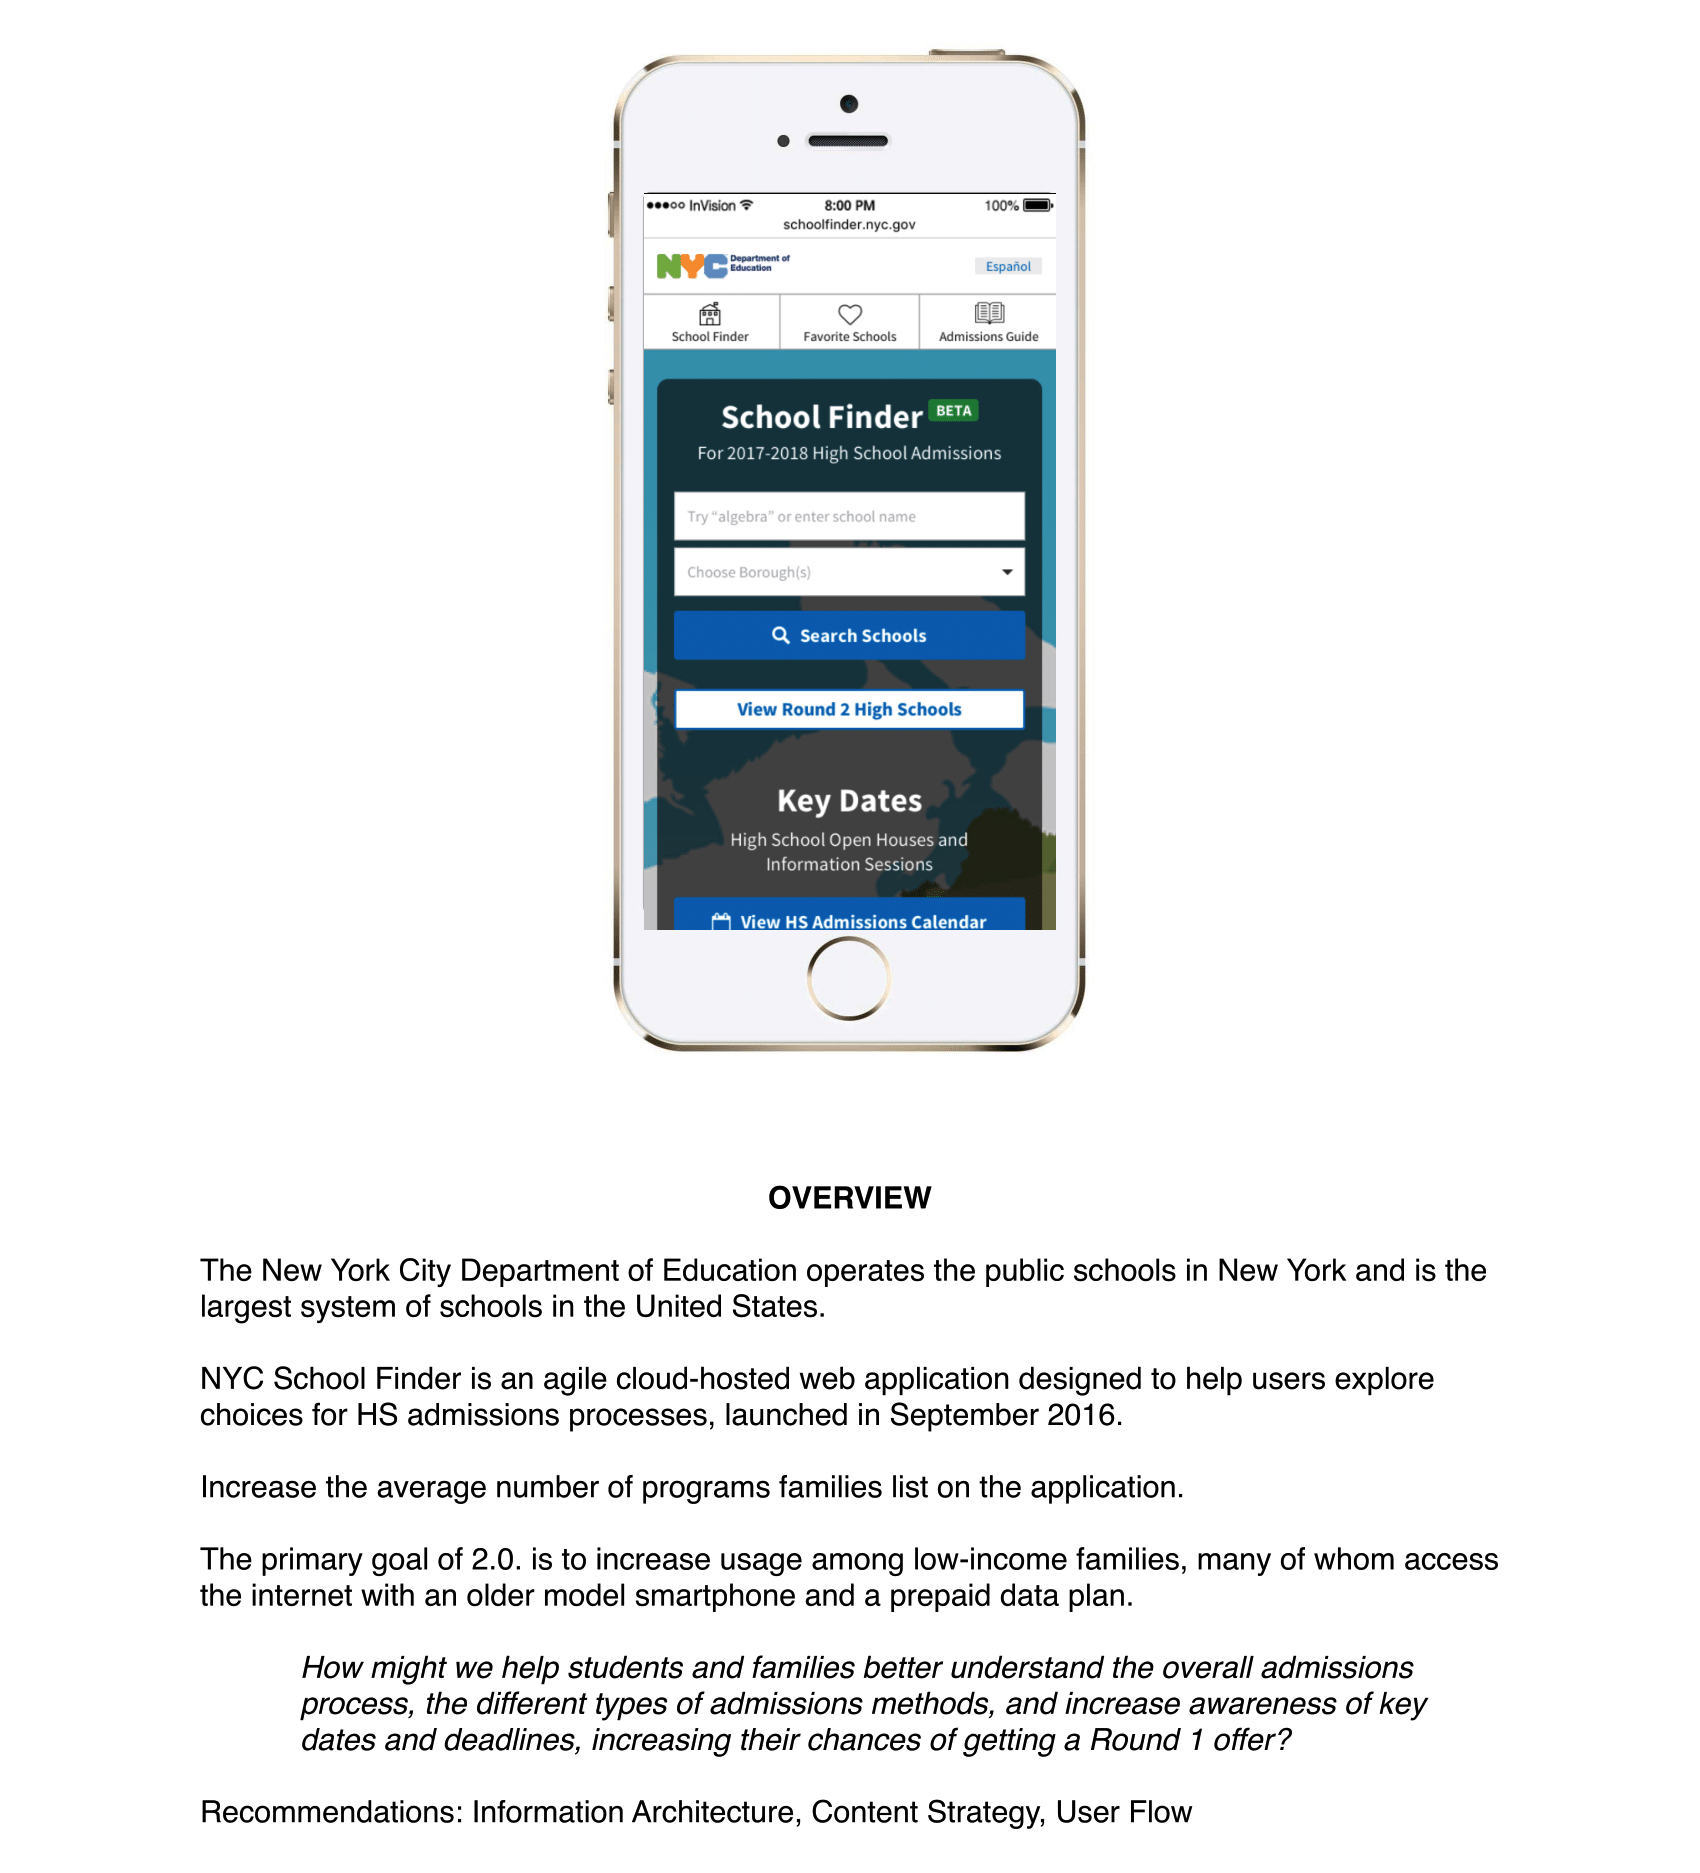 InVision 8:00 PM 100%
schoolfinder.nyc.gov
NYC Department of Education Español
School Finder Favorite Schools Admissions Guide
School Finder BETA
For 2017-2018 High School Admissions
Try “algebra” or enter school name
Choose Borough(s)
Search Schools
View Round 2 High Schools
Key Dates
High School Open Houses and
Information Sessions
View HS Admissions Calendar
OVERVIEW
The New York City Department of Education operates the public schools in New York and is the
largest system of schools in the United States.
NYC School Finder is an agile cloud-hosted web application designed to help users explore
choices for HS admissions processes, launched in September 2016.
Increase the average number of programs families list on the application.
The primary goal of 2.0. is to increase usage among low-income families, many of whom access
the internet with an older model smartphone and a prepaid data plan.
How might we help students and families better understand the overall admissions
process, the different types of admissions methods, and increase awareness of key
dates and deadlines, increasing their chances of getting a Round 1 offer?
Recommendations: Information Architecture, Content Strategy, User Flow